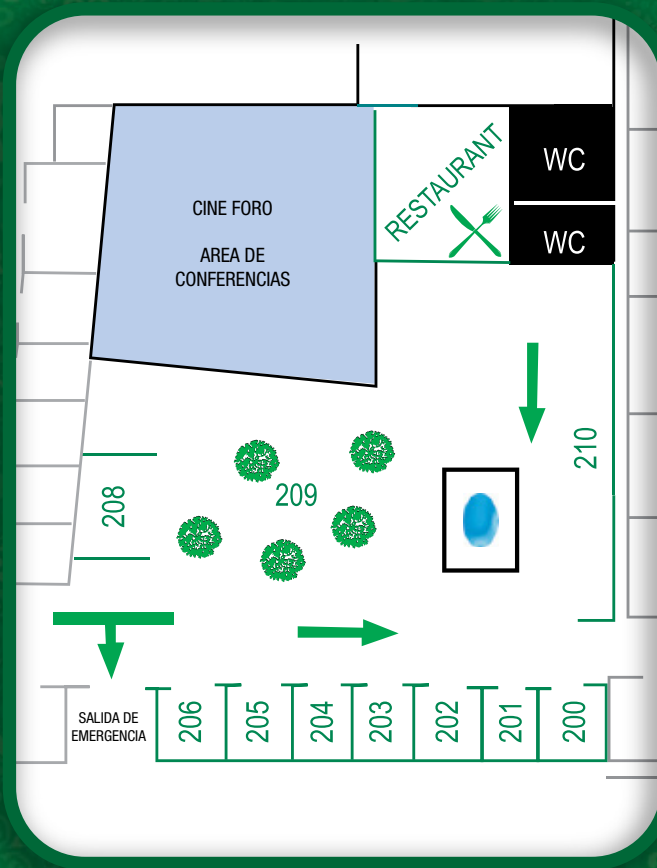 RESTAURANT
WC
CINE FORO
WC
AREA DE
CONFERENCIAS
210
209
208
SALIDA DE
EMERGENCIA
206
205
204
203
202
201
200